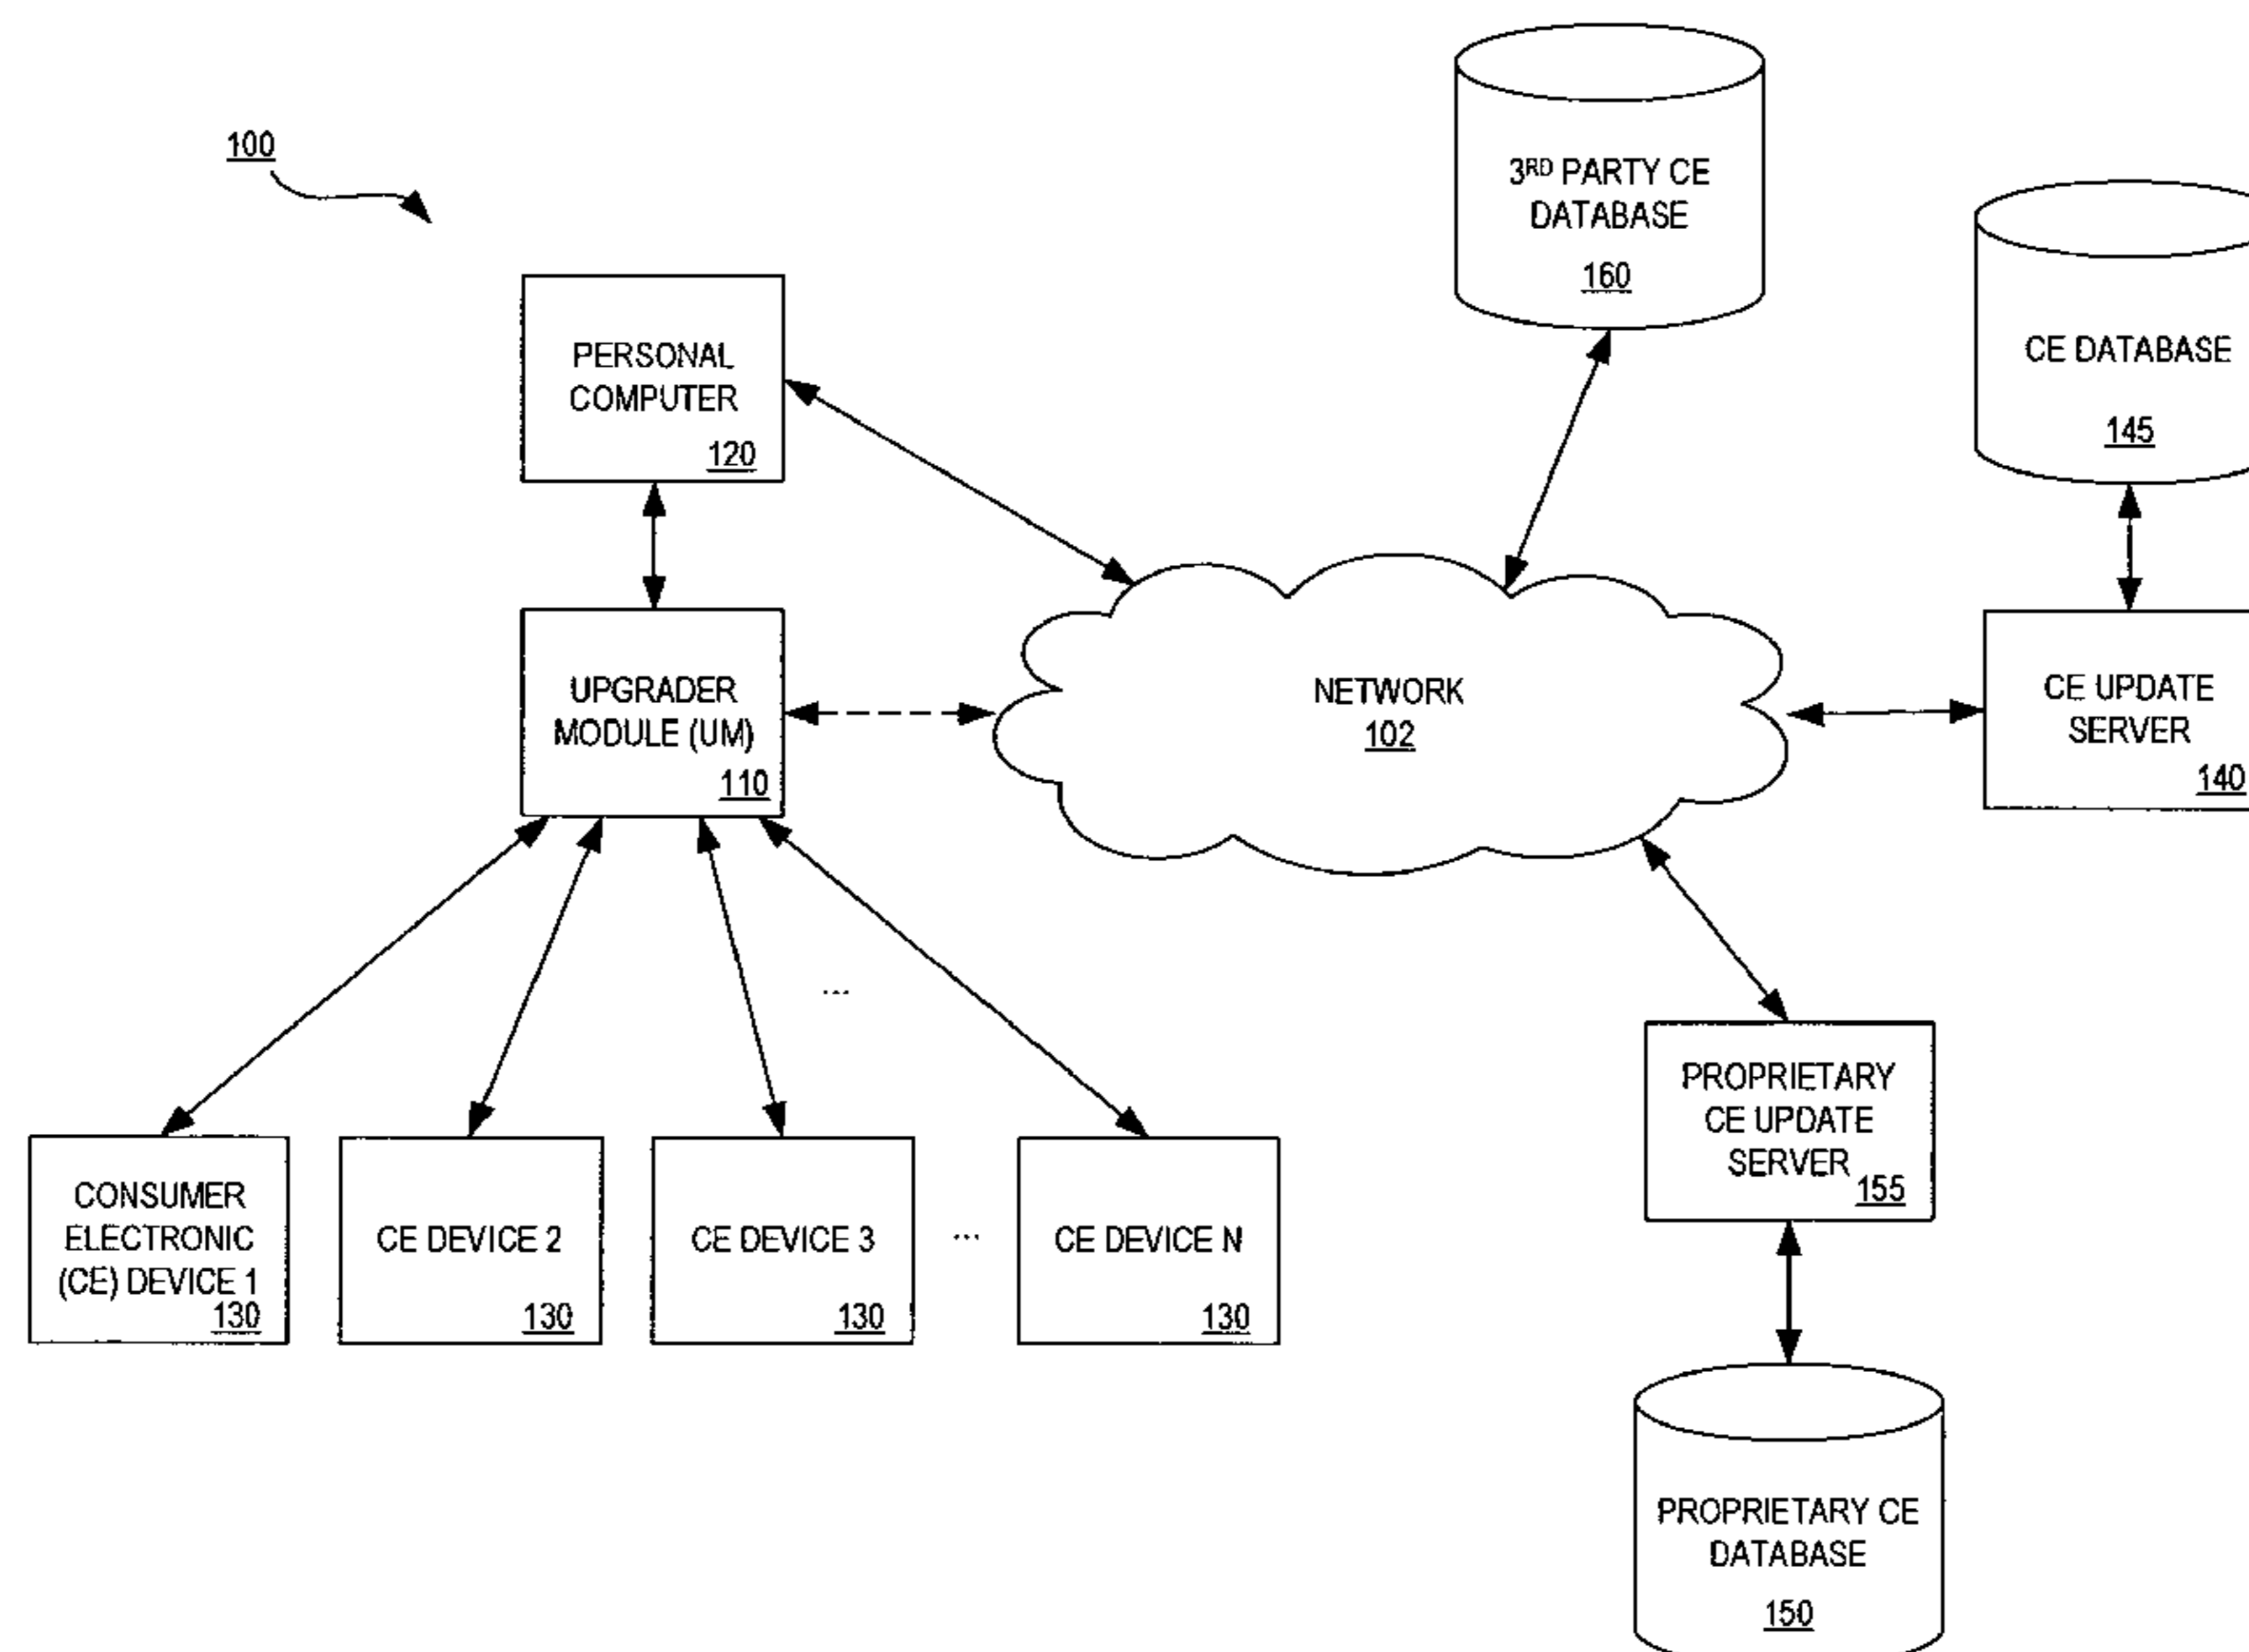 100
3RD PARTY CE
DATABASE
160
CE DATABASE
145
PERSONAL
COMPUTER
120
UPGRADER
MODULE (UM)
110
NETWORK
102
CE UPDATE
SERVER
140
...
PROPRIETARY
CE UPDATE
SERVER
155
CONSUMER
ELECTRONIC
(CE) DEVICE 1
130
CE DEVICE 2
130
CE DEVICE 3
130
...
CE DEVICE N
130
PROPRIETARY CE
DATABASE
150